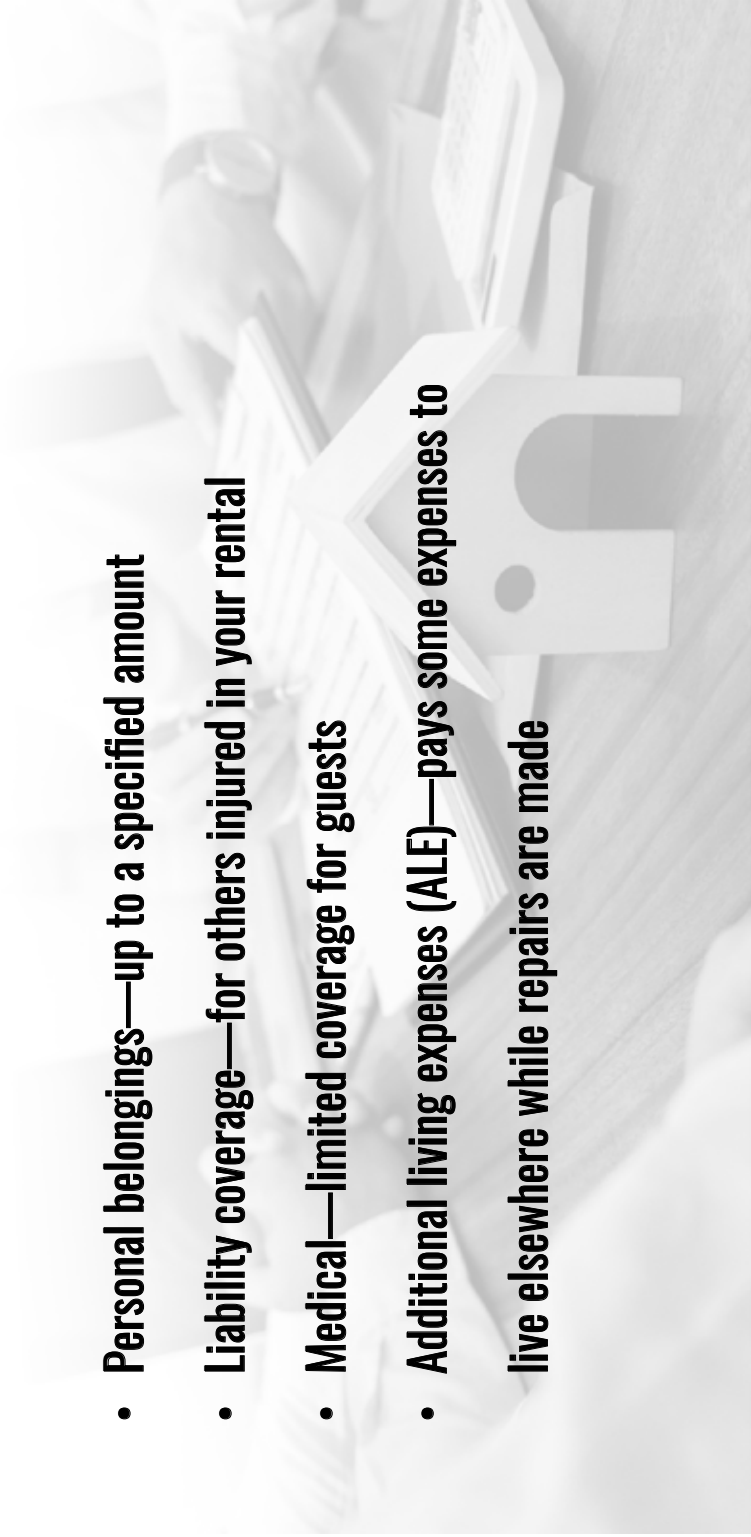 • Personal belongings—up to a specified amount
• Liability coverage—for others injured in your rental
• Medical—limited coverage for guests
• Additional living expenses (ALE)—pays some expenses to
live elsewhere while repairs are made